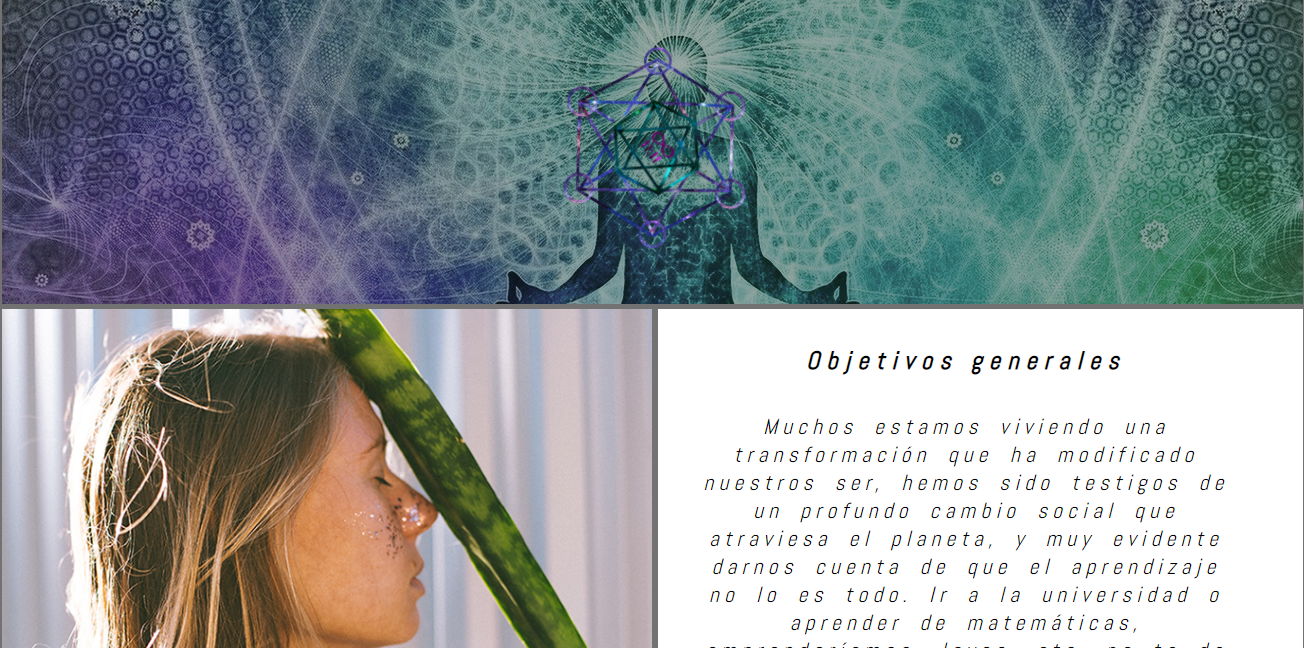 Objetivos generales
Muchos estamos viviendo una
transformación que ha modificado
nuestros ser, hemos sido testigos de
un profundo cambio social que
atraviesa el planeta, y muy evidente
darnos cuenta de que el aprendizaje
no lo es todo. Ir a la universidad o
aprender de matemáticas,